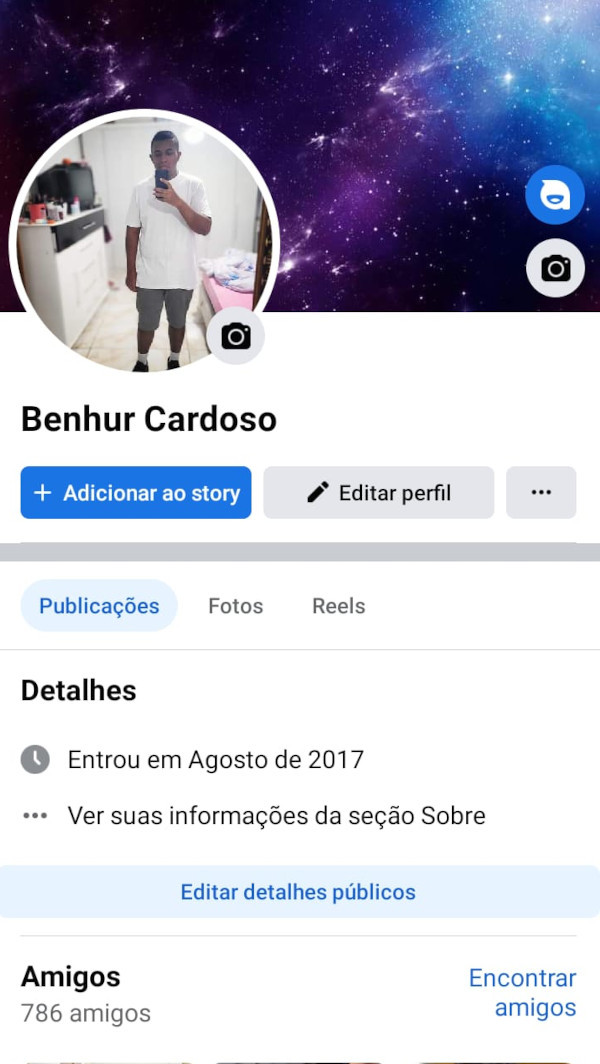 Benhur Cardoso
+ Adicionar ao story
Editar perfil
Publicações
Fotos
Reels
Detalhes
Entrou em Agosto de 2017
Ver suas informações da seção Sobre
Editar detalhes públicos
Amigos
786 amigos
Encontrar
amigos